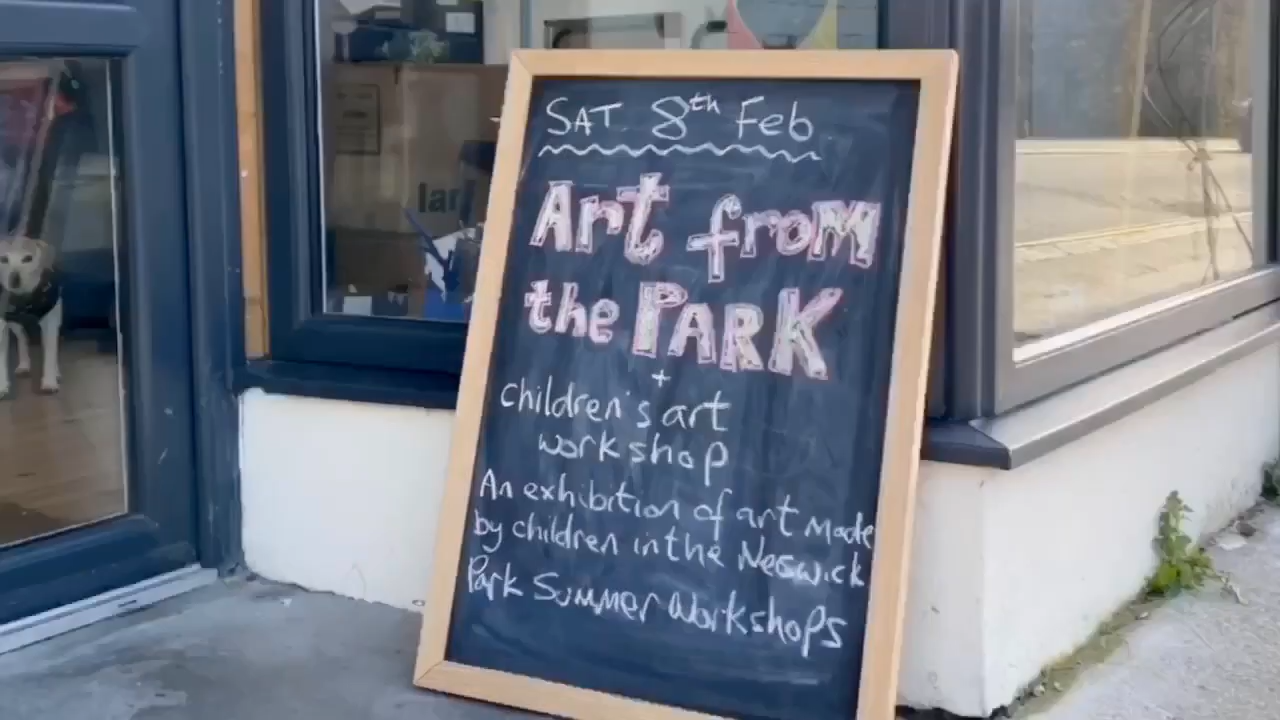 SAT. 8th Feb
Art from
the PARK
+
children's art
workshop
An exhibition of art made
by children in the Neswick
Park Summer Workshops